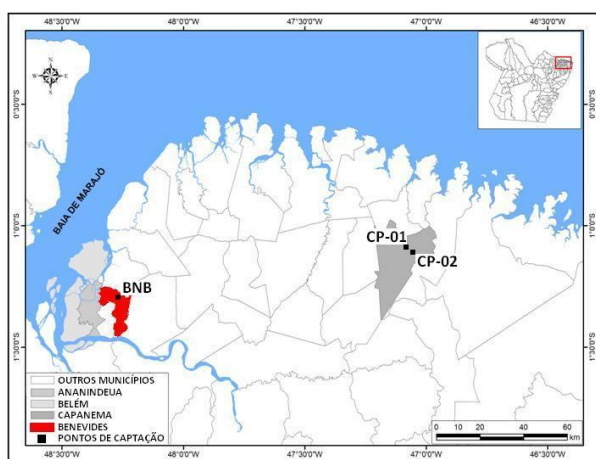 48°30'0"W 48°0'0"W 47°30'0"W 47°0'0"W 46°30'0"W
N
W E
S
0°30'0"S 0°30'0"S
BAIA DE MARAJÓ
1°0'0"S 1°0'0"S
CP-01
CP-02
BNB
1°30'0"S 1°30'0"S
OUTROS MUNICÍPIOS
ANANINDEUA
BELÉM
CAPANEMA
BENEVIDES
PONTOS DE CAPTAÇÃO
0 10 20 40 60
km
48°30'0"W 48°0'0"W 47°30'0"W 47°0'0"W 46°30'0"W